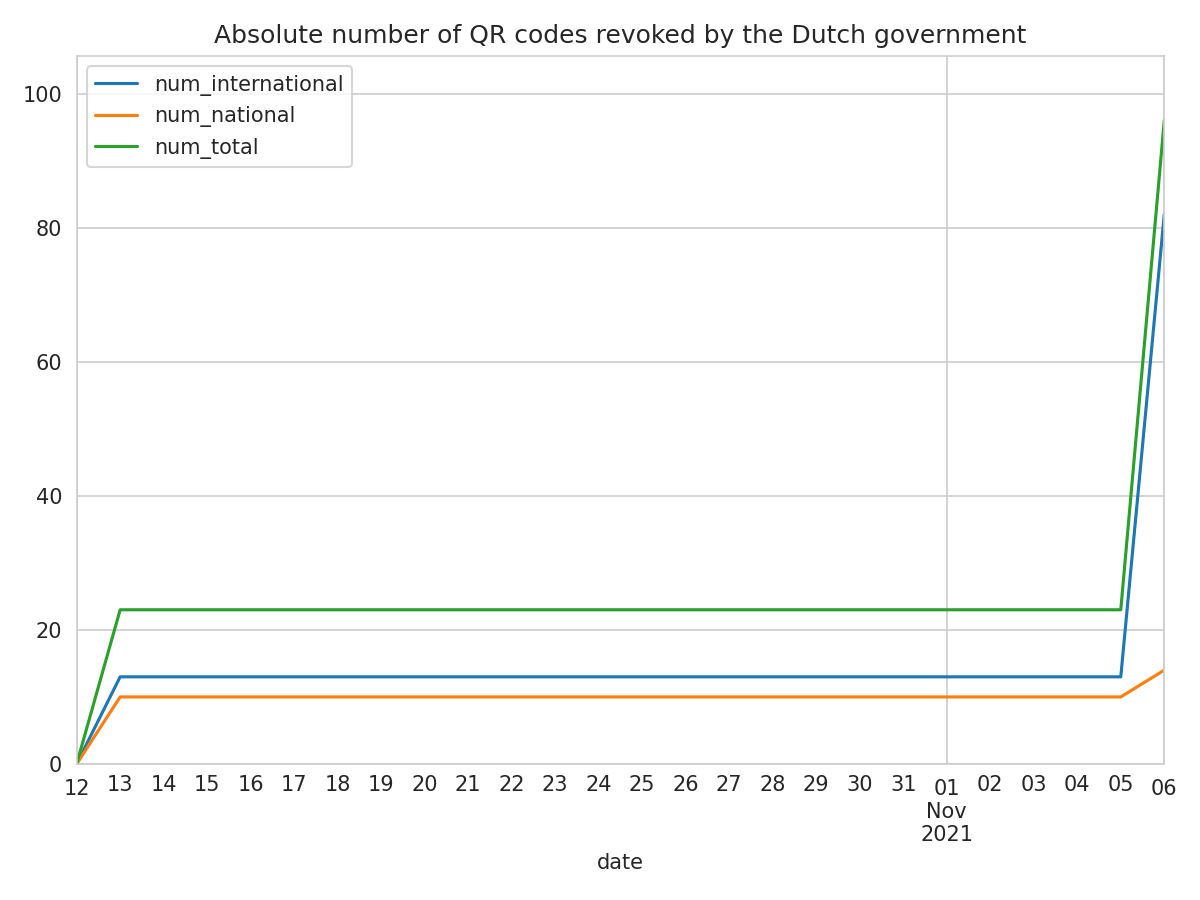 Absolute number of QR codes revoked by the Dutch government
num_international
num_national
num_total
100
80
60
40
20
0
12 13 14 15 16 17 18 19 20 21 22 23 24 25 26 27 28 29 30 31 01 02 03 04 05 06
Nov
2021
date